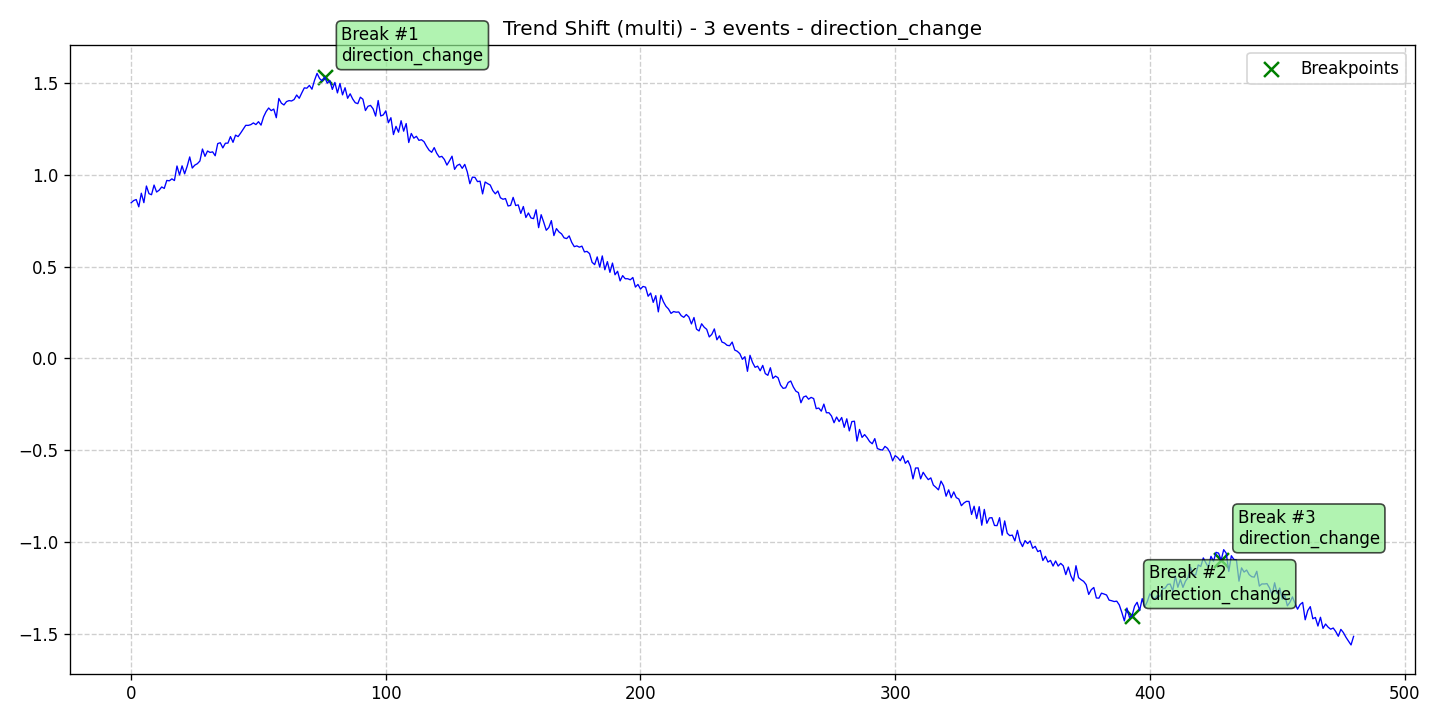 Trend Shift (multi) - 3 events - direction_change
Break #1
direction_change
Breakpoints
1.5
1.0
0.5
0.0
−0.5
−1.0
−1.5
Break #3
direction_change
Break #2
direction_change
0
100
200
300
400
500